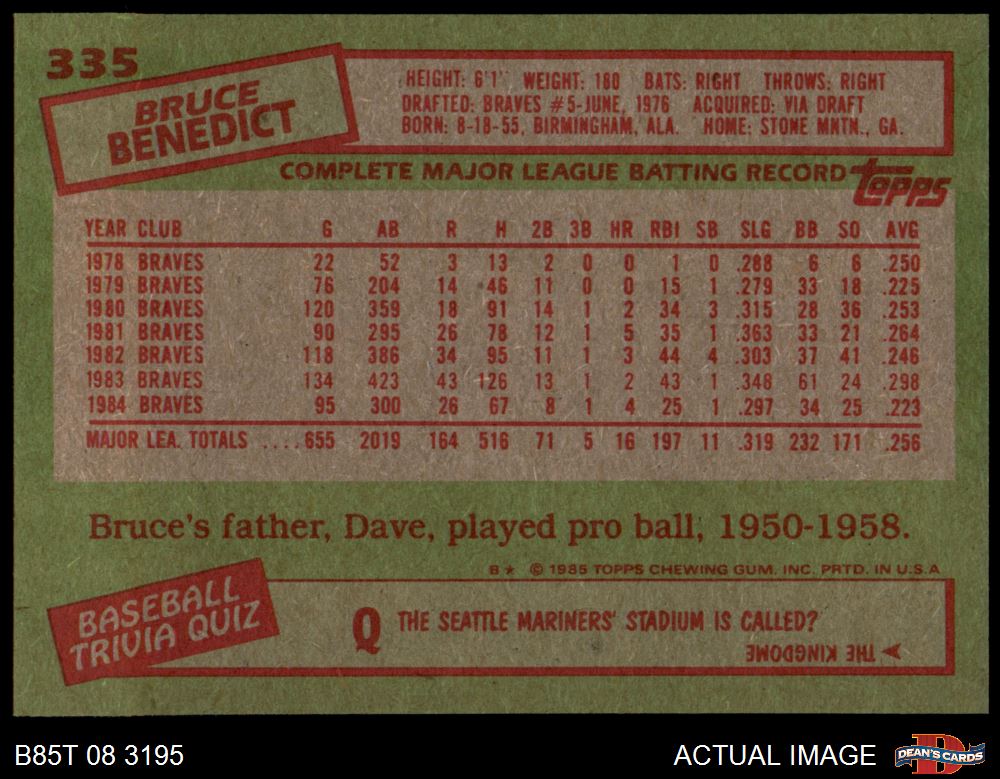 335
BRUCE
BENEDICT
HEIGHT: 6'1" WEIGHT: 180 BATS: RIGHT THROWS: RIGHT
DRAFTED: BRAVES #5-JUNE, 1976 ACQUIRED: VIA DRAFT
BORN: 8-18-55, BIRMINGHAM, ALA. HOME: STONE MNTN., GA.
COMPLETE MAJOR LEAGUE BATTING RECORD topps
YEAR CLUB G AB R H 2B 3B HR RBI SB SLG BB SO AVG
1978 BRAVES 22 52 3 13 2 0 0 1 0 .288 6 6 .250
1979 BRAVES 76 204 14 46 11 0 0 15 1 .279 33 18 .225
1980 BRAVES 120 359 18 91 14 1 2 34 3 .315 28 36 .253
1981 BRAVES 90 295 26 78 12 1 5 35 1 .363 33 21 .264
1982 BRAVES 118 386 34 95 11 1 3 44 4 .303 37 41 .246
1983 BRAVES 134 423 43 126 13 1 2 43 1 .348 61 24 .298
1984 BRAVES 95 300 26 67 8 1 4 25 1 .297 34 25 .223
MAJOR LEA. TOTALS ....655 2019 164 516 71 5 16 197 11 .319 232 171 .256
Bruce's father, Dave, played pro ball, 1950-1958.
B★ © 1985 TOPPS CHEWING GUM, INC. PRTD. IN U.S.A
BASEBALL
TRIVIA QUIZ
Q THE SEATTLE MARINERS' STADIUM IS CALLED?
THE KINGDOME
B85T 08 3195
ACTUAL IMAGE
D
DEAN'S CARDS